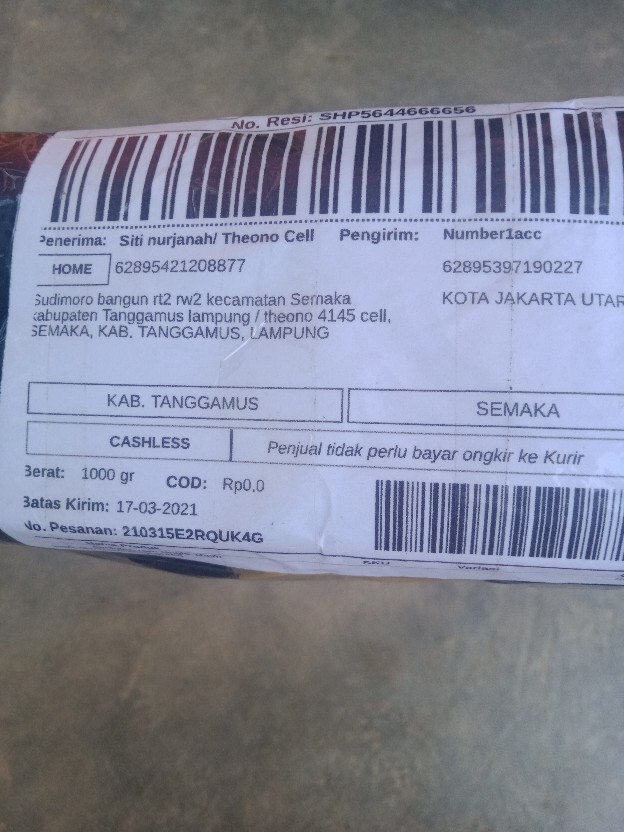 No. Resi: SHP5644666656
Penerima: Siti nurjanah/ Theono Cell Pengirim: Number1acc
HOME 62895421208877 62895397190227
Sudimoro bangun rt2 rw2 kecamatan Semaka KOTA JAKARTA UTAR
kabupaten Tanggamus lampung / theono 4145 cell,
SEMAKA, KAB. TANGGAMUS, LAMPUNG
KAB. TANGGAMUS SEMAKA
CASHLESS Penjual tidak perlu bayar ongkir ke Kurir
Berat: 1000 gr COD: Rp0,0
Batas Kirim: 17-03-2021
No. Pesanan: 210315E2RQUK4G
SKU Variasi